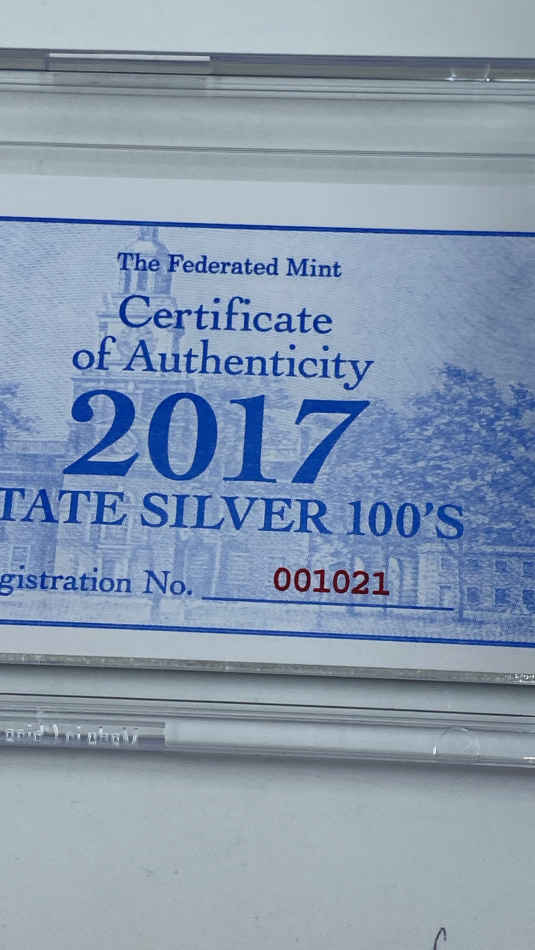 The Federated Mint
Certificate
of Authenticity
2017
TATE SILVER 100'S
gistration No. 001021